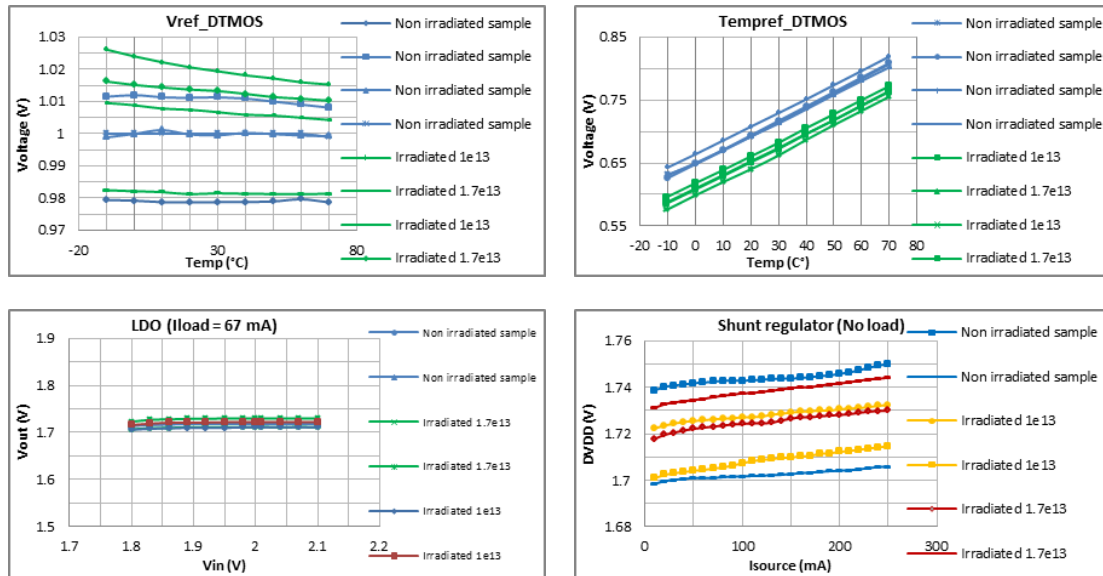 Vref_DTMOS
1.03
1.02
1.01
1
0.99
0.98
0.97
Voltage (V)
-20
30
80
Temp (°C)
Non irradiated sample
Non irradiated sample
Non irradiated sample
Non irradiated sample
Irradiated 1e13
Irradiated 1.7e13
Irradiated 1e13
Irradiated 1.7e13
Tempref_DTMOS
0.85
0.75
0.65
0.55
Voltage (V)
-20 -10 0 10 20 30 40 50 60 70 80
Temp (C°)
Non irradiated sample
Non irradiated sample
Non irradiated sample
Non irradiated sample
Irradiated 1e13
Irradiated 1.7e13
Irradiated 1e13
Irradiated 1.7e13
LDO (Iload = 67 mA)
1.9
1.8
1.7
1.6
1.5
Vout (V)
1.7 1.8 1.9 2 2.1 2.2
Vin (V)
Non irradiated sample
Non irradiated sample
Irradiated 1.7e13
Irradiated 1.7e13
Irradiated 1e13
Irradiated 1e13
Shunt regulator (No load)
1.76
1.74
1.72
1.7
1.68
DVDD (V)
0 100 200 300
Isource (mA)
Non irradiated sample
Non irradiated sample
Irradiated 1e13
Irradiated 1e13
Irradiated 1.7e13
Irradiated 1.7e13